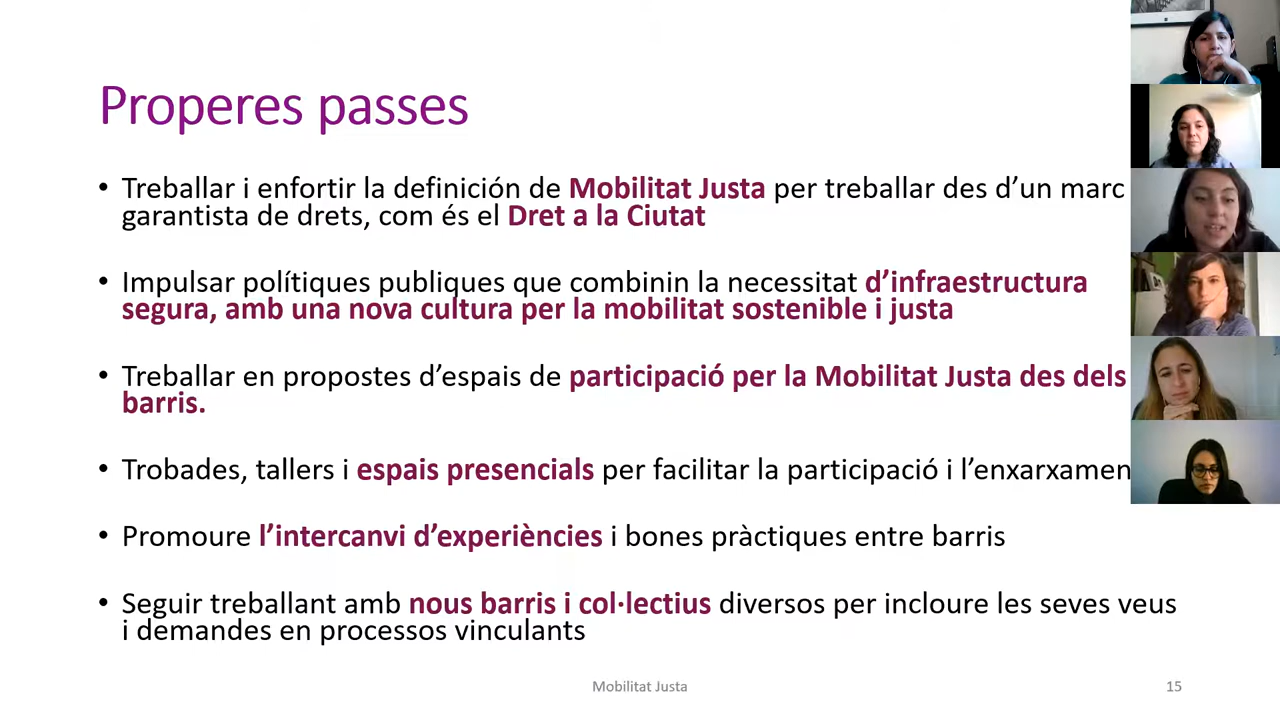 Properes passes
• Treballar i enfortir la definición de Mobilitat Justa per treballar des d’un marc
garantista de drets, com és el Dret a la Ciutat
• Impulsar polítiques publiques que combinin la necessitat d’infraestructura
segura, amb una nova cultura per la mobilitat sostenible i justa
• Treballar en propostes d’espais de participació per la Mobilitat Justa des dels
barris.
• Trobades, tallers i espais presencials per facilitar la participació i l’enxarxamen
• Promoure l’intercanvi d’experiències i bones pràctiques entre barris
• Seguir treballant amb nous barris i col·lectius diversos per incloure les seves veus
i demandes en processos vinculants
Mobilitat Justa
15